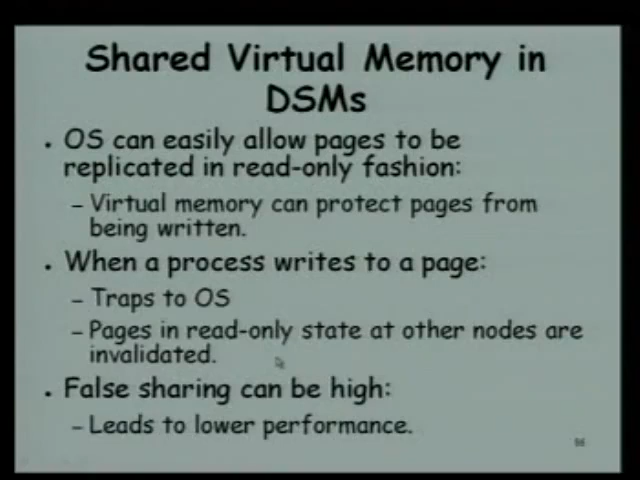 Shared Virtual Memory in
DSMs
• OS can easily allow pages to be
replicated in read-only fashion:
– Virtual memory can protect pages from
being written.
• When a process writes to a page:
– Traps to OS
– Pages in read-only state at other nodes are
invalidated.
• False sharing can be high:
– Leads to lower performance.